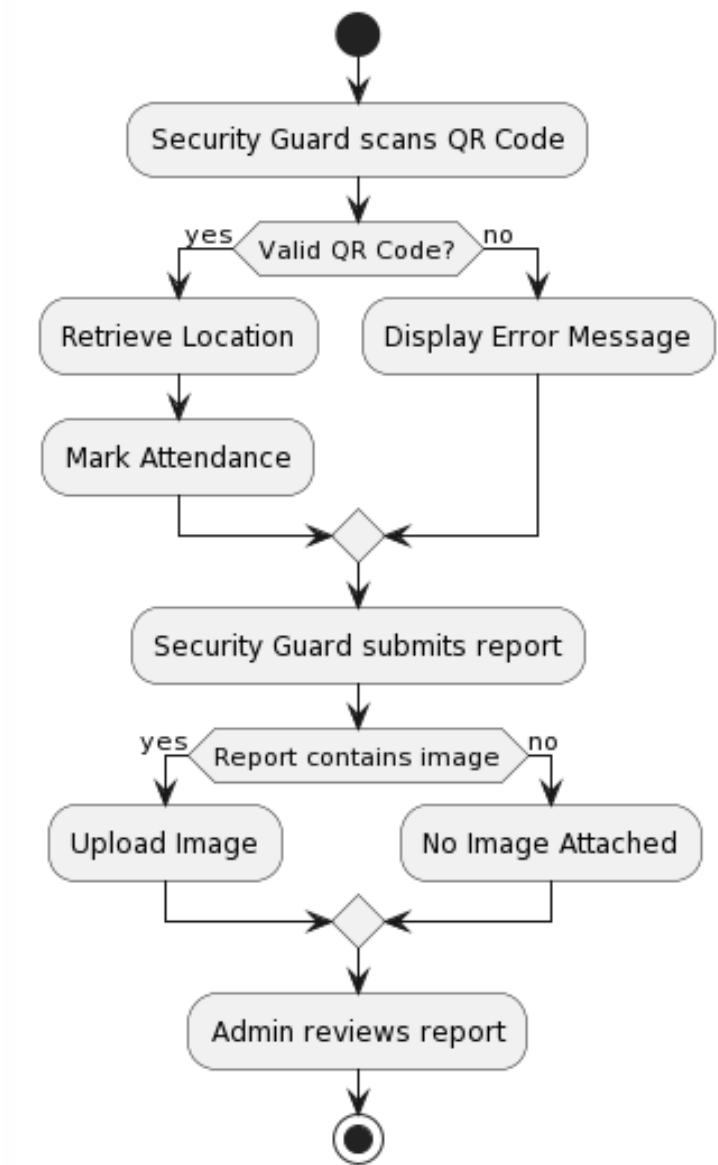 Security Guard scans QR Code
yes
Valid QR Code?
no
Retrieve Location
Display Error Message
Mark Attendance
Security Guard submits report
yes
Report contains image
no
Upload Image
No Image Attached
Admin reviews report